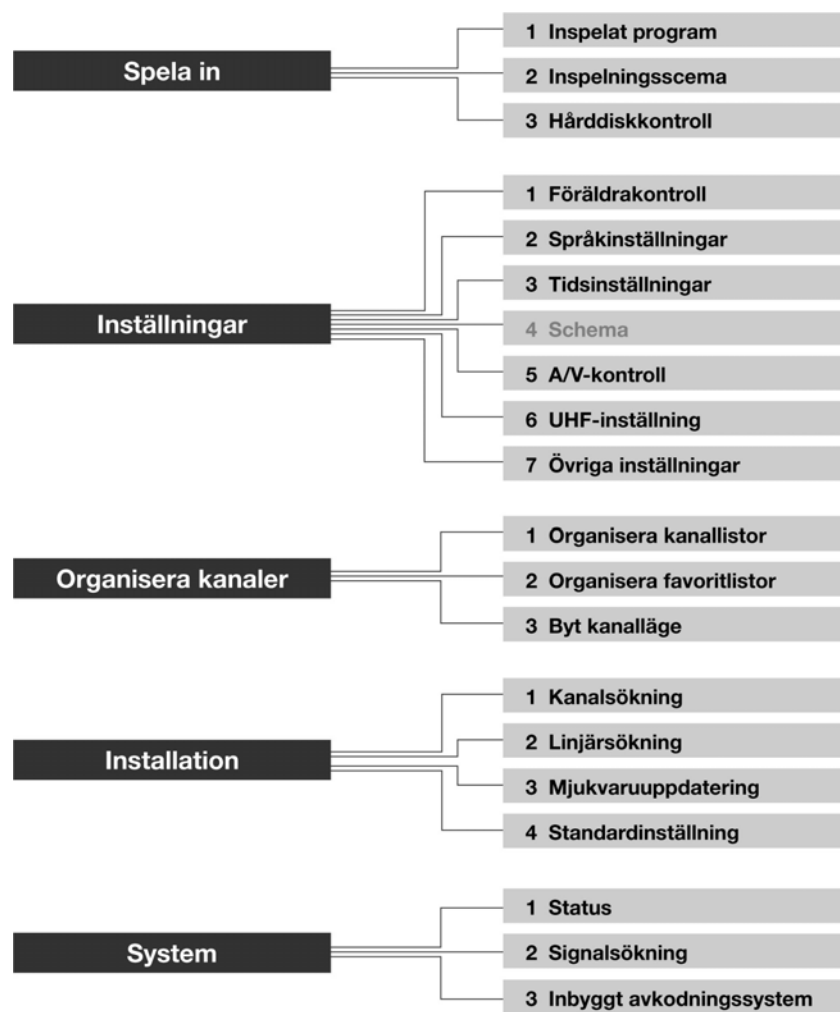 Spela in
1 Inspelat program
2 Inspelningsscema
3 Hårddiskkontroll
Inställningar
1 Föräldrakontroll
2 Språkinställningar
3 Tidsinställningar
4 Schema
5 A/V-kontroll
6 UHF-inställning
7 Övriga inställningar
Organisera kanaler
1 Organisera kanallistor
2 Organisera favoritlistor
3 Byt kanalläge
Installation
1 Kanalsökning
2 Linjärsökning
3 Mjukvaruuppdatering
4 Standardinställning
System
1 Status
2 Signalsökning
3 Inbyggt avkodningssystem